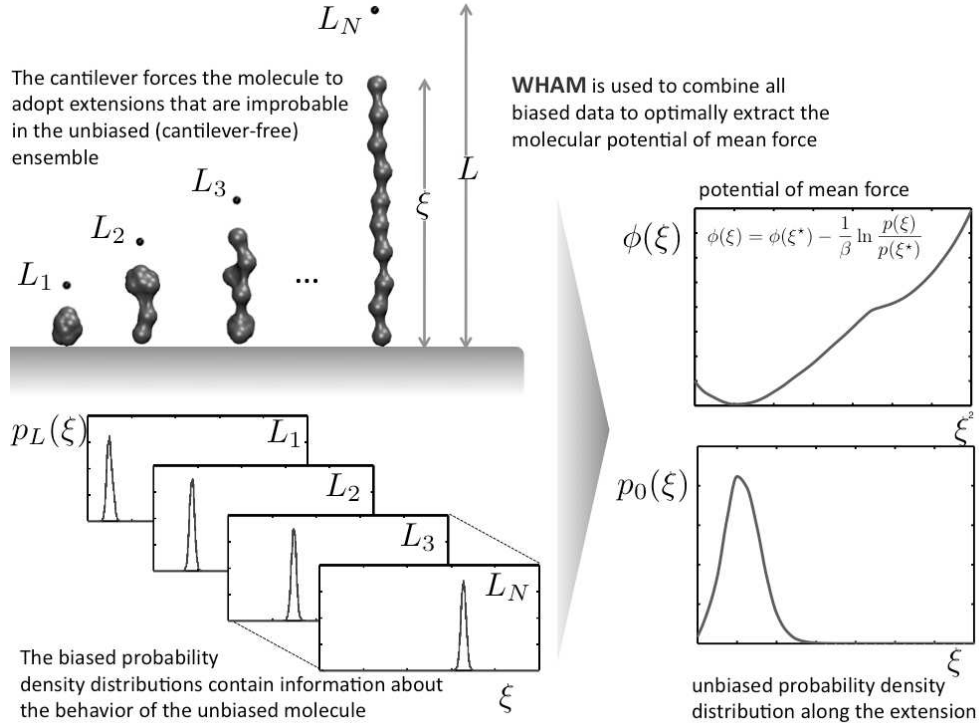 The cantilever forces the molecule to
adopt extensions that are improbable
in the unbiased (cantilever-free)
ensemble
L_1
L_2
L_3
...
L_N
ξ
L
WHAM is used to combine all
biased data to optimally extract the
molecular potential of mean force
potential of mean force
ϕ(ξ)
ϕ(ξ) = ϕ(ξ⋆) − \frac{1}{β} ln \frac{p(ξ)}{p(ξ⋆)}
ξ²
p_L(ξ)
L_1
L_2
L_3
L_N
ξ
The biased probability
density distributions contain information about
the behavior of the unbiased molecule
p_0(ξ)
ξ
unbiased probability density
distribution along the extension